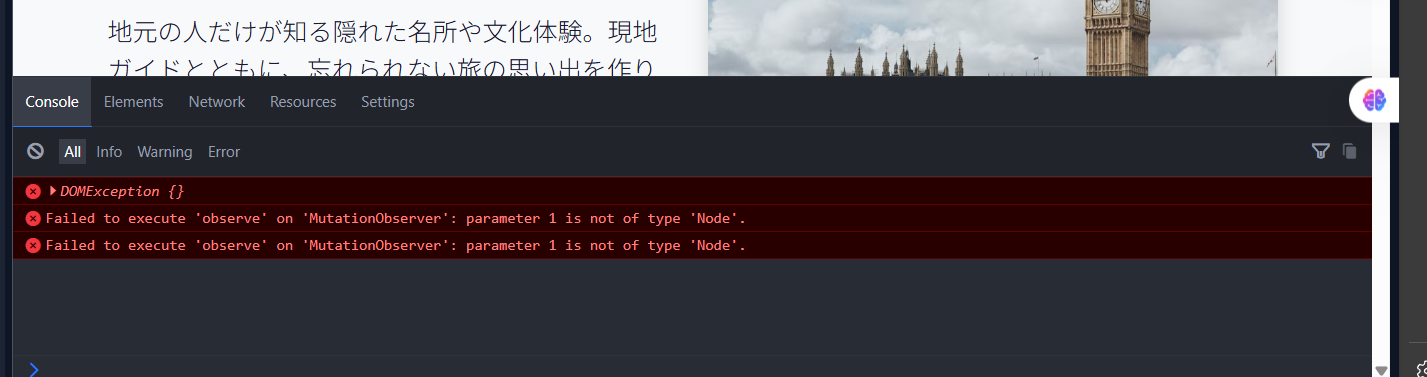 地元の人だけが知る隠れた名所や文化体験。現地
ガイドとともに、忘れられない旅の思い出を作り
Console Elements Network Resources Settings
All Info Warning Error
DOMException {}
Failed to execute 'observe' on 'MutationObserver': parameter 1 is not of type 'Node'.
Failed to execute 'observe' on 'MutationObserver': parameter 1 is not of type 'Node'.